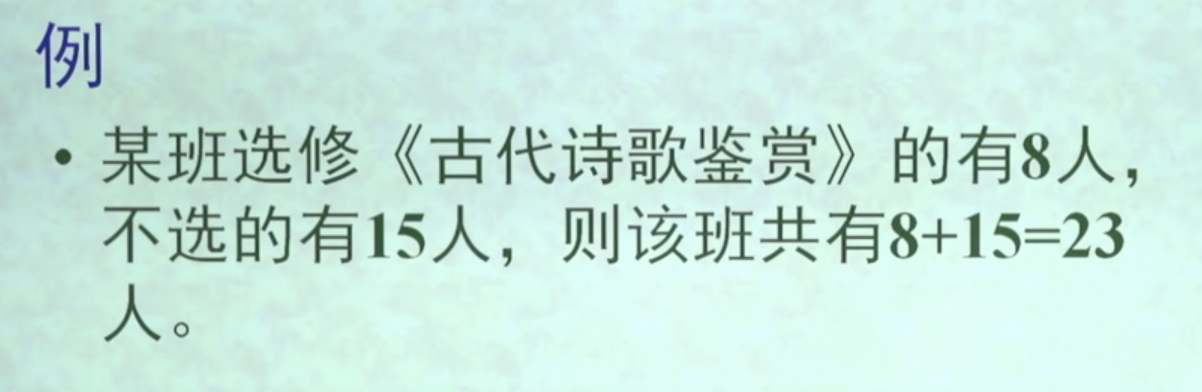 例
• 某班选修《古代诗歌鉴赏》的有8人，
不选的有15人，则该班共有8+15=23
人。